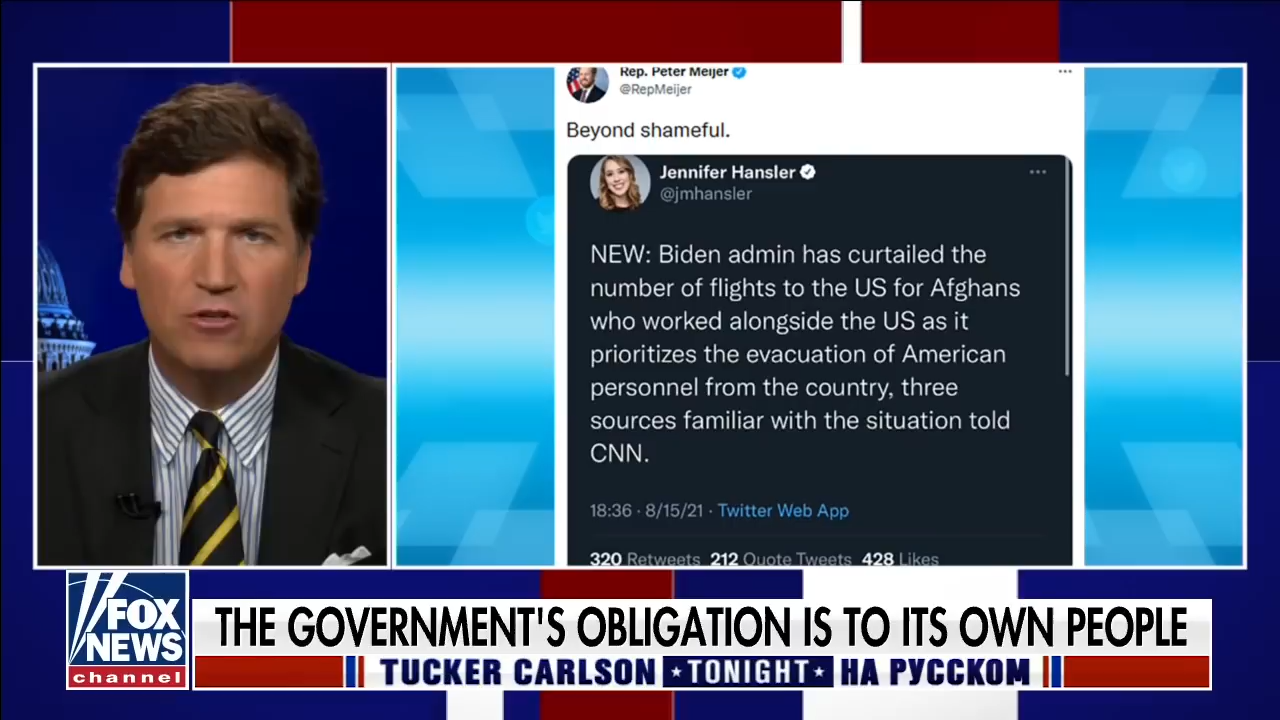 Rep. Peter Meijer
@RepMeijer
Beyond shameful.
Jennifer Hansler
@jmhansler
NEW: Biden admin has curtailed the
number of flights to the US for Afghans
who worked alongside the US as it
prioritizes the evacuation of American
personnel from the country, three
sources familiar with the situation told
CNN.
18:36 · 8/15/21 · Twitter Web App
320 Retweets 212 Quote Tweets 428 Likes
FOX
NEWS
channel
THE GOVERNMENT'S OBLIGATION IS TO ITS OWN PEOPLE
TUCKER CARLSON ★TONIGHT★ НА РУССКОМ